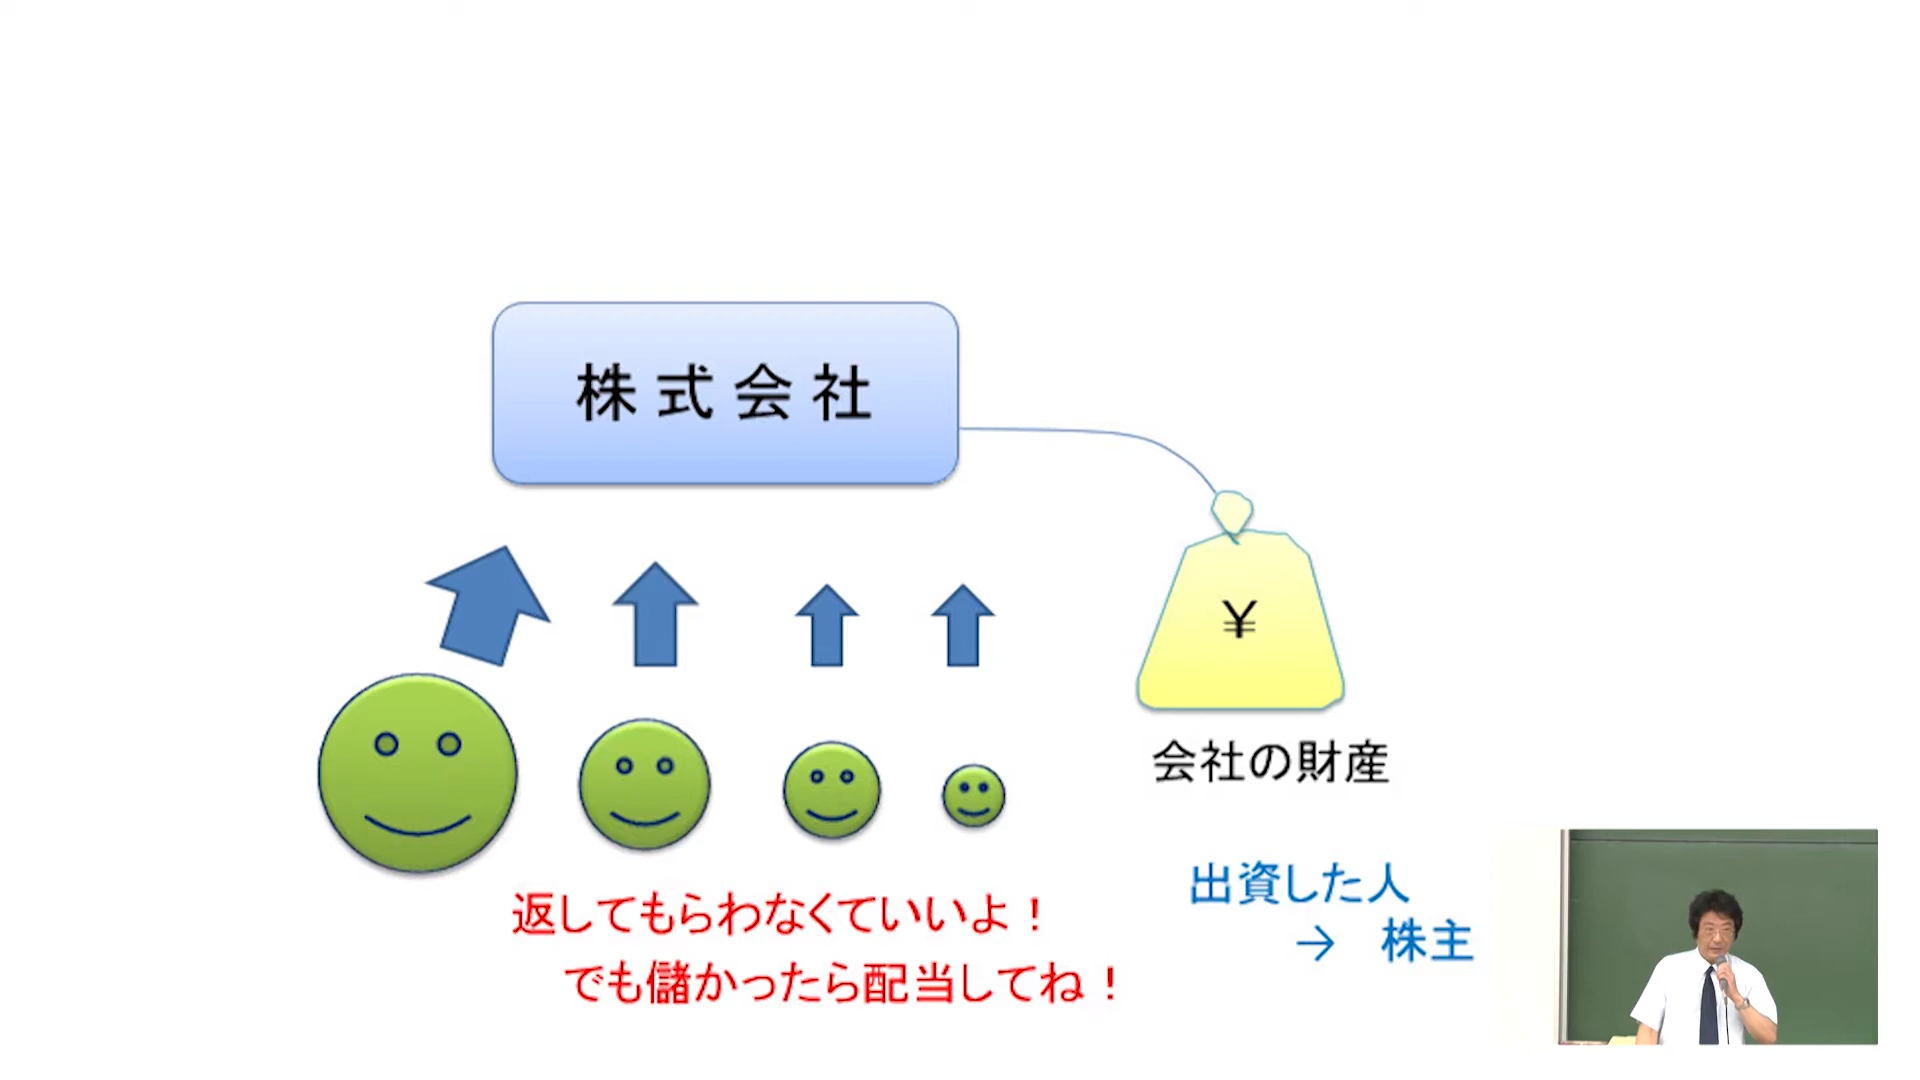 株式会社
￥
会社の財産
返してもらわなくていいよ！
でも儲かったら配当してね！
出資した人
→　株主